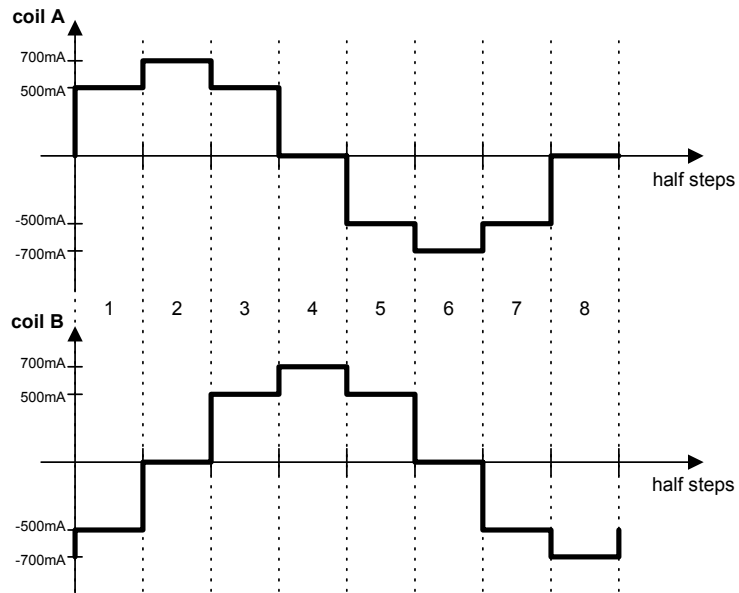 coil A
700mA
500mA
half steps
-500mA
-700mA
1 2 3 4 5 6 7 8
coil B
700mA
500mA
half steps
-500mA
-700mA